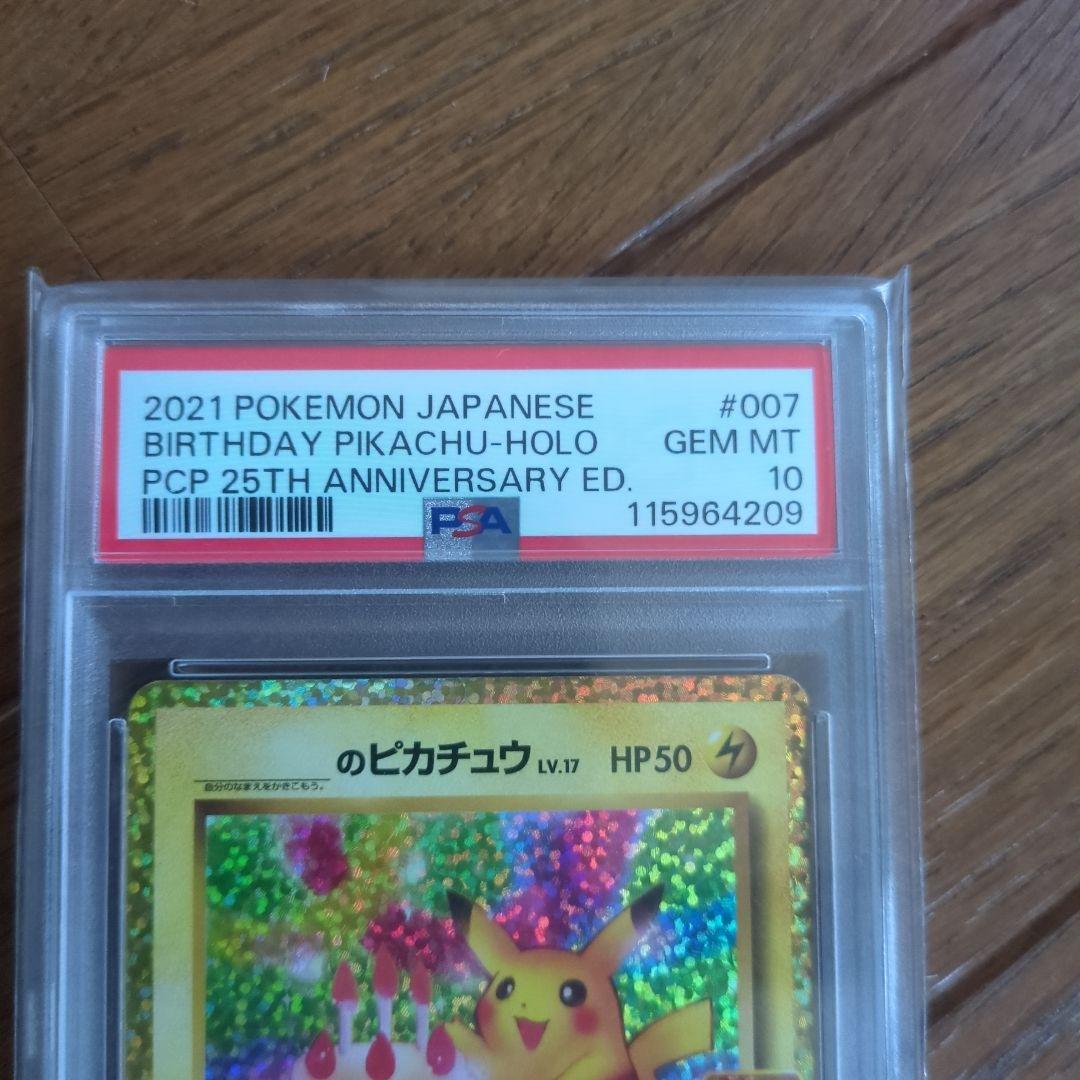 2021 POKEMON JAPANESE #007
BIRTHDAY PIKACHU-HOLO GEM MT
PCP 25TH ANNIVERSARY ED. 10
PSA 115964209
のピカチュウ LV.17 HP50
自分のなまえをかきこもう。